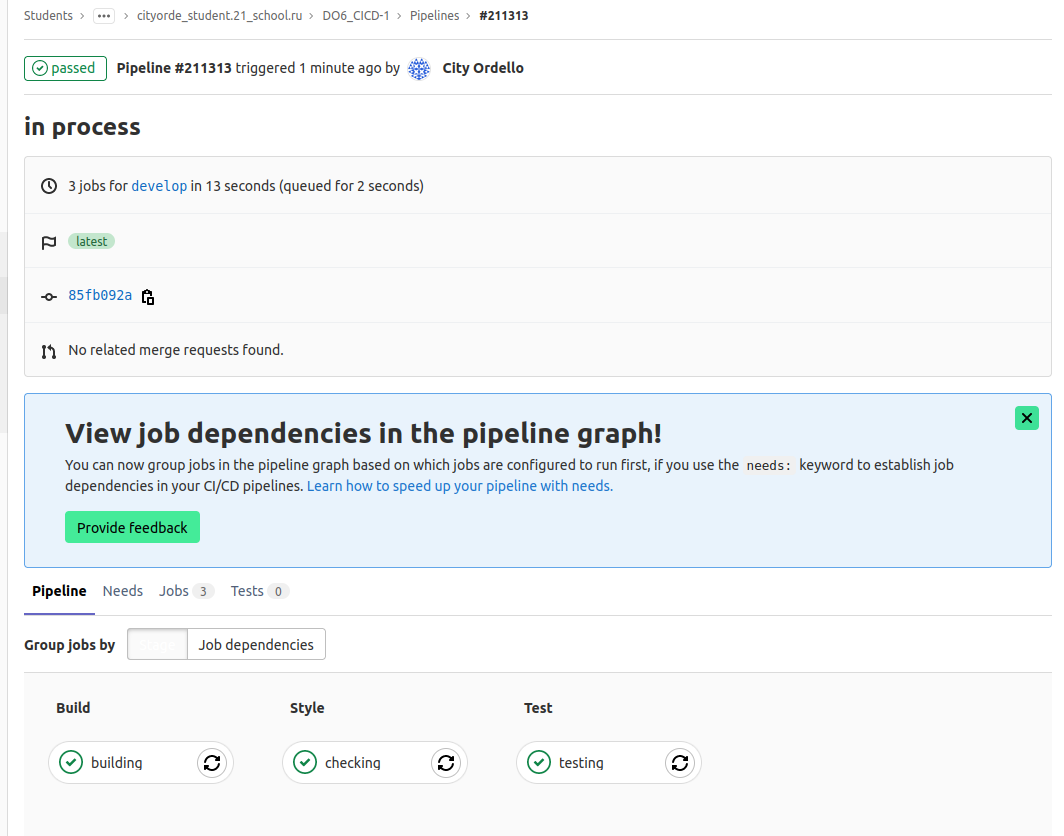 Students › ••• › cityorde_student.21_school.ru › DO6_CICD-1 › Pipelines › #211313
passed Pipeline #211313 triggered 1 minute ago by City Ordello
in process
3 jobs for develop in 13 seconds (queued for 2 seconds)
latest
85fb092a
No related merge requests found.
View job dependencies in the pipeline graph!
You can now group jobs in the pipeline graph based on which jobs are configured to run first, if you use the needs: keyword to establish job
dependencies in your CI/CD pipelines. Learn how to speed up your pipeline with needs.
Provide feedback
Pipeline Needs Jobs 3 Tests 0
Group jobs by Stage Job dependencies
Build Style Test
building checking testing